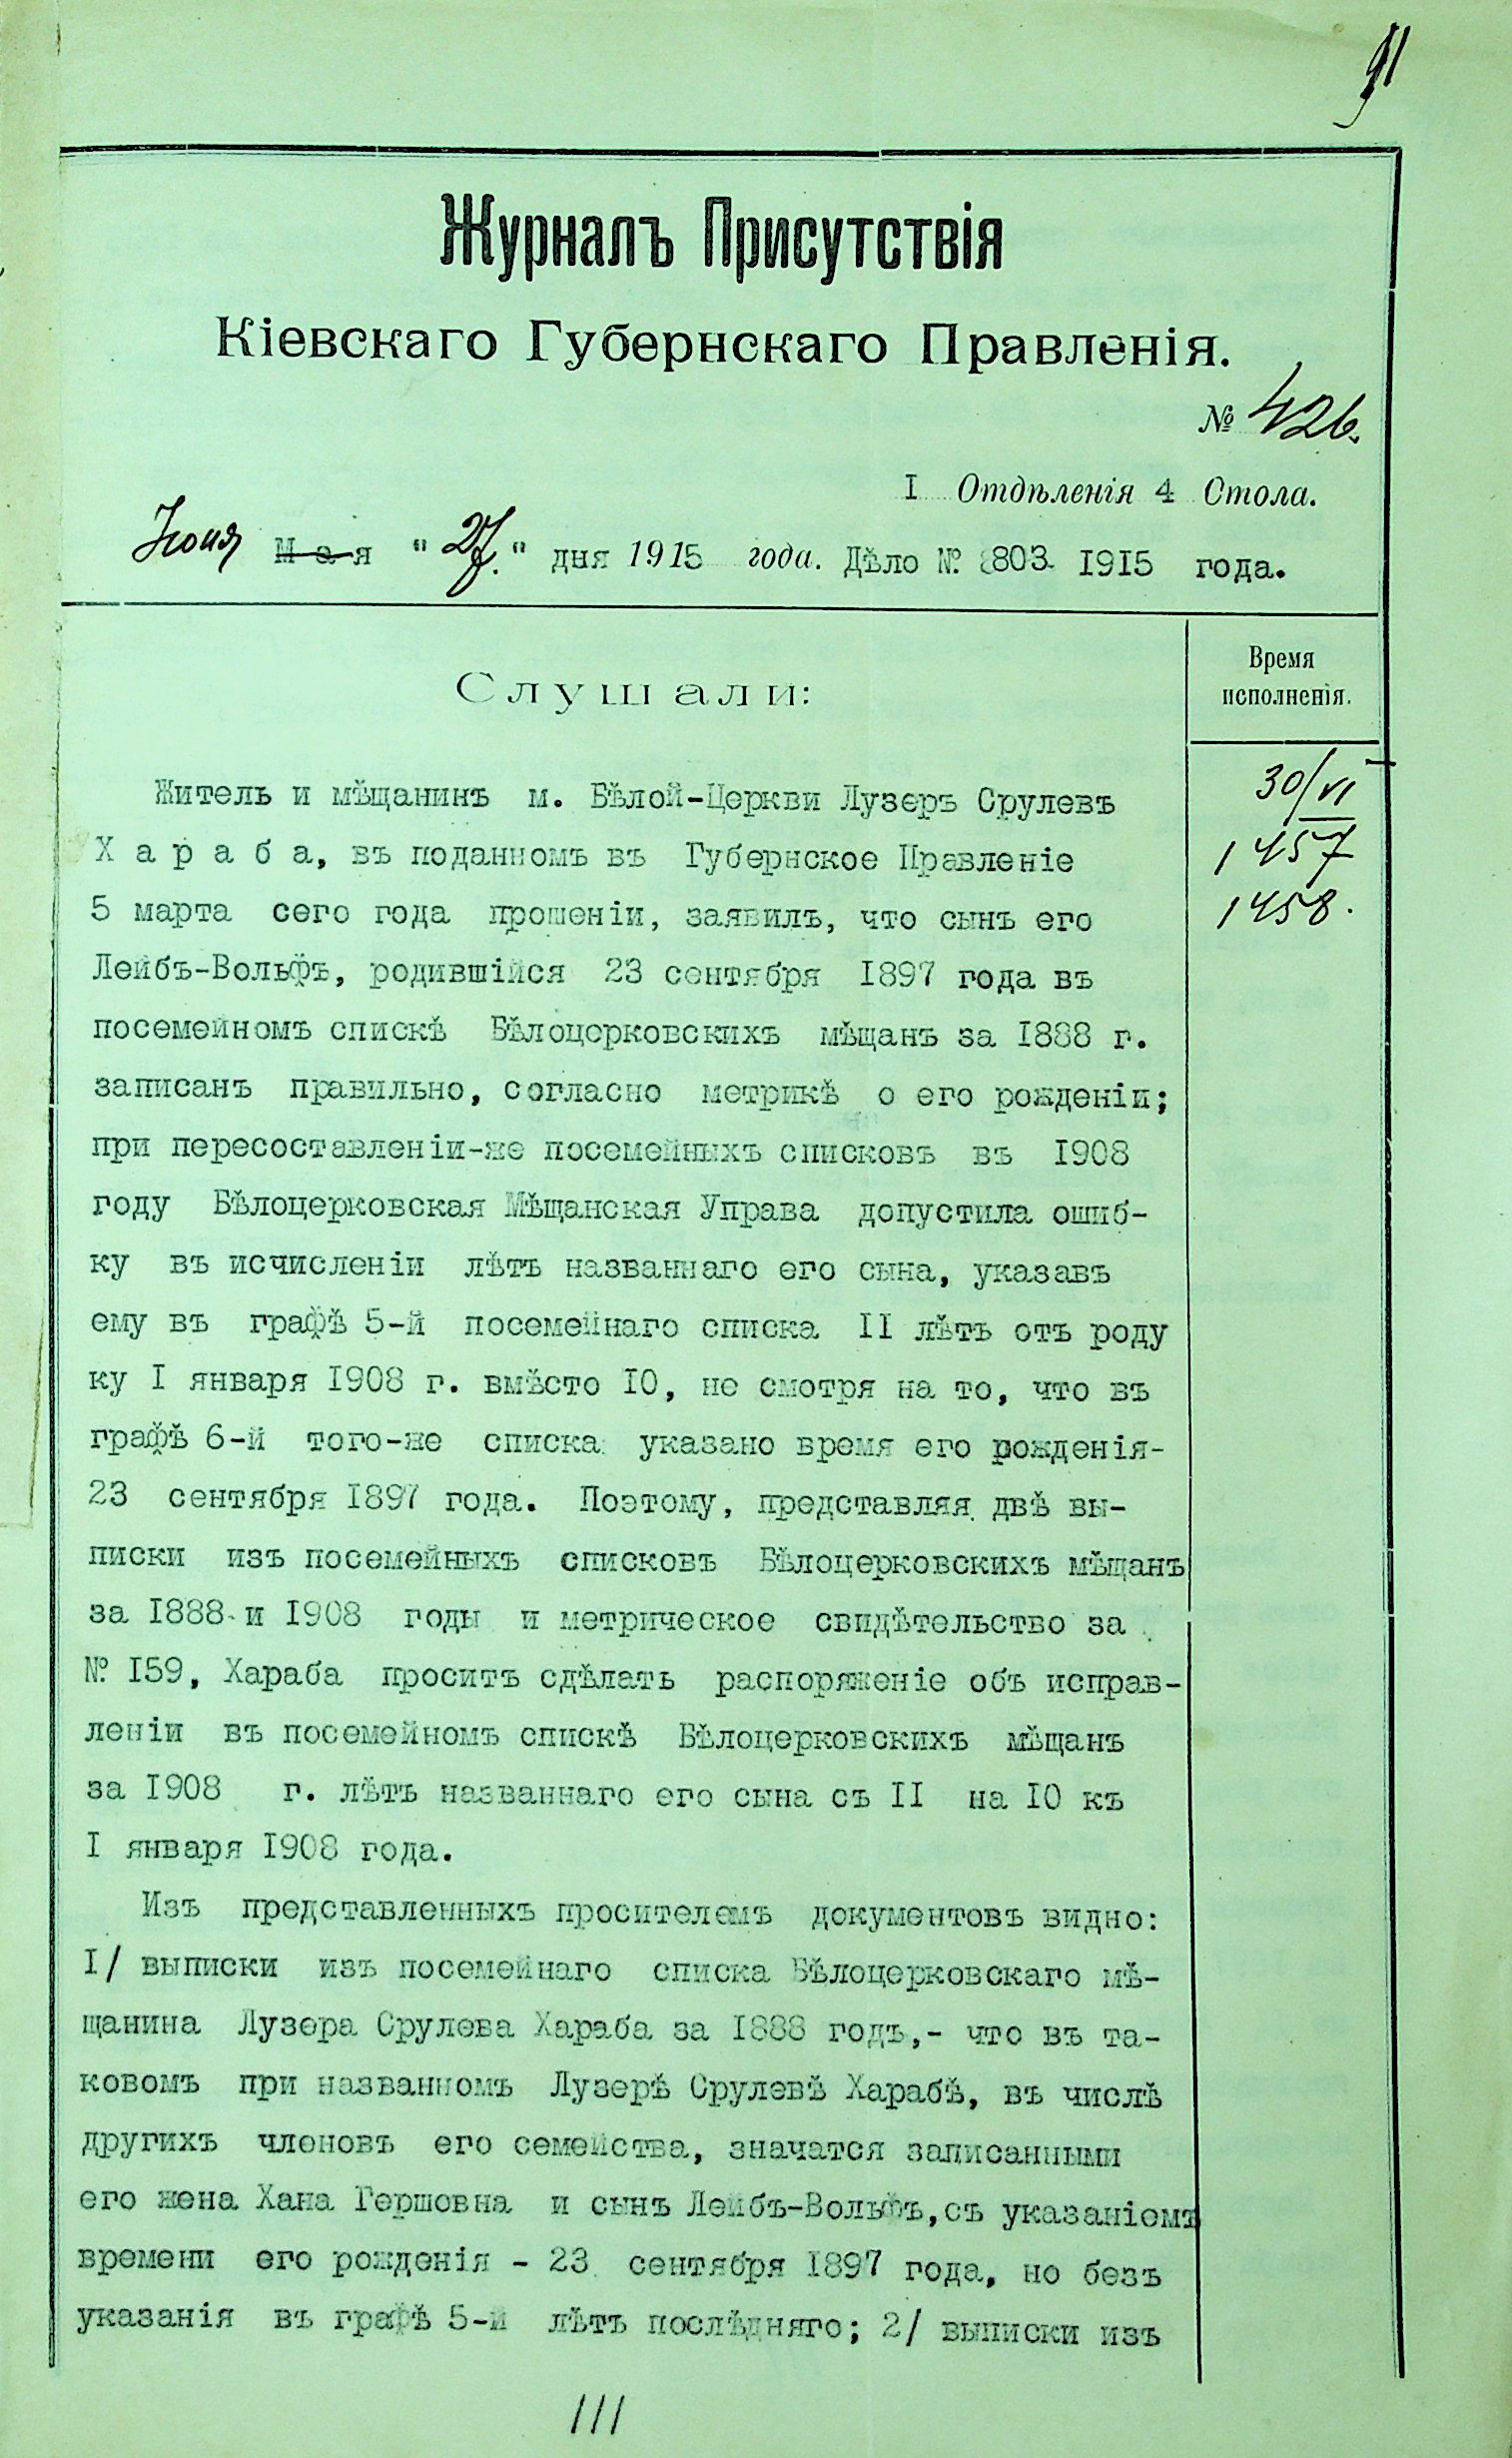 91
Журналъ Присутствія
Кіевскаго Губернскаго Правленія.
№ 426.
I Отдѣленія 4 Стола.
Іюня Мая "27." дня 1915 года. Дѣло №. 803 1915 года.
Слушали:
Время
исполненія.
30/VI
1457
1458.
Житель и мѣщанинъ м. Бѣлой-Церкви Лузеръ Срулевъ
Х а р а б а, въ поданномъ въ Губернское Правленіе
5 марта сего года прошеніи, заявилъ, что сынъ его
Лейбъ-Вольфъ, родившійся 23 сентября 1897 года въ
посемейномъ спискѣ Бѣлоцерковскихъ мѣщанъ за 1888 г.
записанъ правильно, согласно метрикѣ о его рожденіи;
при пересоставленіи-же посемейныхъ списковъ въ 1908
году Бѣлоцерковская Мѣщанская Управа допустила ошиб-
ку въ исчисленіи лѣтъ названнаго его сына, указавъ
ему въ графѣ 5-й посемейнаго списка II лѣтъ отъ роду
ку I января 1908 г. вмѣсто 10, не смотря на то, что въ
графѣ 6-й того-же списка указано время его рожденія-
23 сентября 1897 года. Поэтому, представляя двѣ вы-
писки изъ посемейныхъ списковъ Бѣлоцерковскихъ мѣщанъ
за 1888 и 1908 годы и метрическое свидѣтельство за
№ 159, Хараба проситъ сдѣлать распоряженіе объ исправ-
леніи въ посемейномъ спискѣ Бѣлоцерковскихъ мѣщанъ
за 1908 г. лѣтъ названнаго его сына съ II на 10 къ
I января 1908 года.
Изъ представленныхъ просителемъ документовъ видно:
I/ выписки изъ посемейнаго списка Бѣлоцерковскаго мѣ-
щанина Лузера Срулева Хараба за 1888 годъ,- что въ та-
ковомъ при названномъ Лузерѣ Срулевѣ Харабѣ, въ числѣ
другихъ членовъ его семейства, значатся записанными
его жена Хана Гершовна и сынъ Лейбъ-Вольфъ,съ указаніемъ
времени его рожденія - 23 сентября 1897 года, но безъ
указанія въ графѣ 5-й лѣтъ послѣдняго; 2/ выписки изъ
111